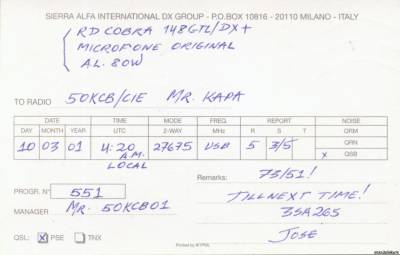 SIERRA ALFA INTERNATIONAL DX GROUP - P.O.BOX 10816 - 20110 MILANO - ITALY
RD COBRA 148GTL/DX+
MICROFONE ORIGINAL
AL. 80W
TO RADIO 50KCB/CIE MR. KAPA
DATE TIME MODE FREQ. REPORT NOISE
DAY MONTH YEAR UTC 2-WAY MHz R S T QRM
QRN
10 03 01 4:20 A.M. LOCAL 27675 USB 5 3/5 X QSB
Remarks: 73/51!
PROGR. N° 551
TILL NEXT TIME!
MANAGER MR. 50KCB01
3SA265
JOSE
QSL: X PSE TNX